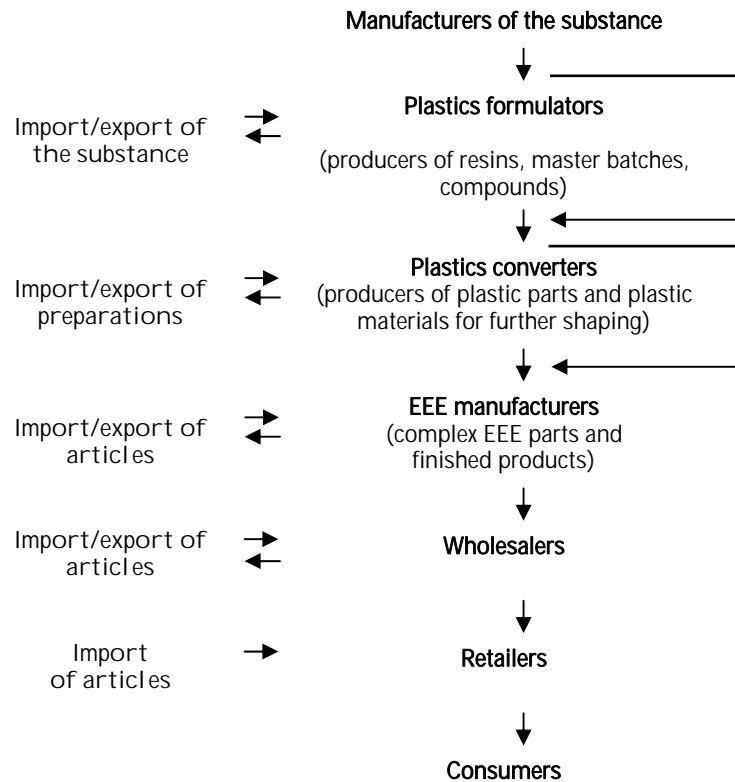 Manufacturers of the substance
Plastics formulators
Import/export of
the substance
(producers of resins, master batches,
compounds)
Plastics converters
Import/export of
preparations
(producers of plastic parts and plastic
materials for further shaping)
EEE manufacturers
Import/export of
articles
(complex EEE parts and
finished products)
Import/export of
articles
Wholesalers
Import
of articles
Retailers
Consumers